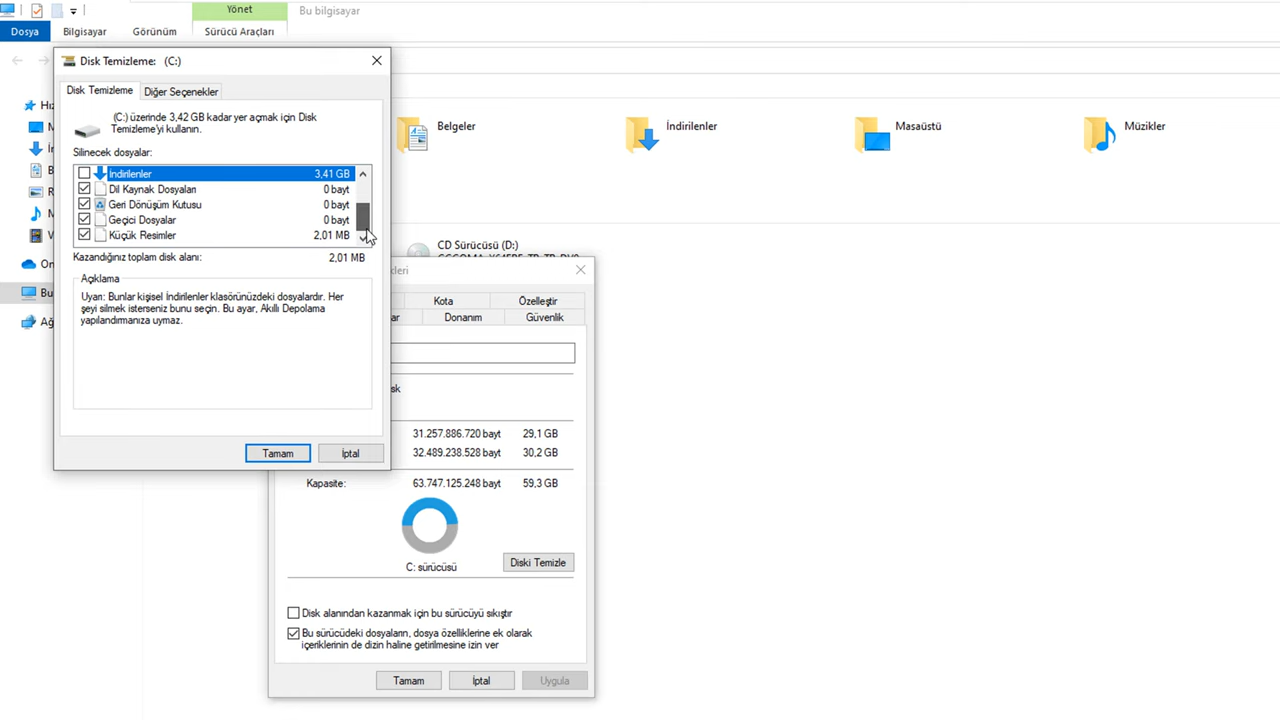 Yönet
Bu bilgisayar
Dosya
Bilgisayar
Görünüm
Sürücü Araçları
Disk Temizleme: (C:)
Disk Temizleme
Diğer Seçenekler
(C:) üzerinde 3,42 GB kadar yer açmak için Disk
Temizleme'yi kullanın.
Silinecek dosyalar:
İndirilenler 3,41 GB
Dil Kaynak Dosyaları 0 bayt
Geri Dönüşüm Kutusu 0 bayt
Geçici Dosyalar 0 bayt
Küçük Resimler 2,01 MB
Kazandığınız toplam disk alanı: 2,01 MB
Açıklama
Uyarı: Bunlar kişisel İndirilenler klasörünüzdeki dosyalardır. Her
şeyi silmek isterseniz bunu seçin. Bu ayar, Akıllı Depolama
yapılandırmanıza uymaz.
Tamam
İptal
Belgeler
İndirilenler
Masaüstü
Müzikler
CD Sürücüsü (D:)
Kota
Özelleştir
Donanım
Güvenlik
31.257.886.720 bayt 29,1 GB
32.489.238.528 bayt 30,2 GB
Kapasite: 63.747.125.248 bayt 59,3 GB
C: sürücüsü
Diski Temizle
Disk alanından kazanmak için bu sürücüyü sıkıştır
Bu sürücüdeki dosyaların, dosya özelliklerine ek olarak
içeriklerinin de dizin haline getirilmesine izin ver
Tamam
İptal
Uygula